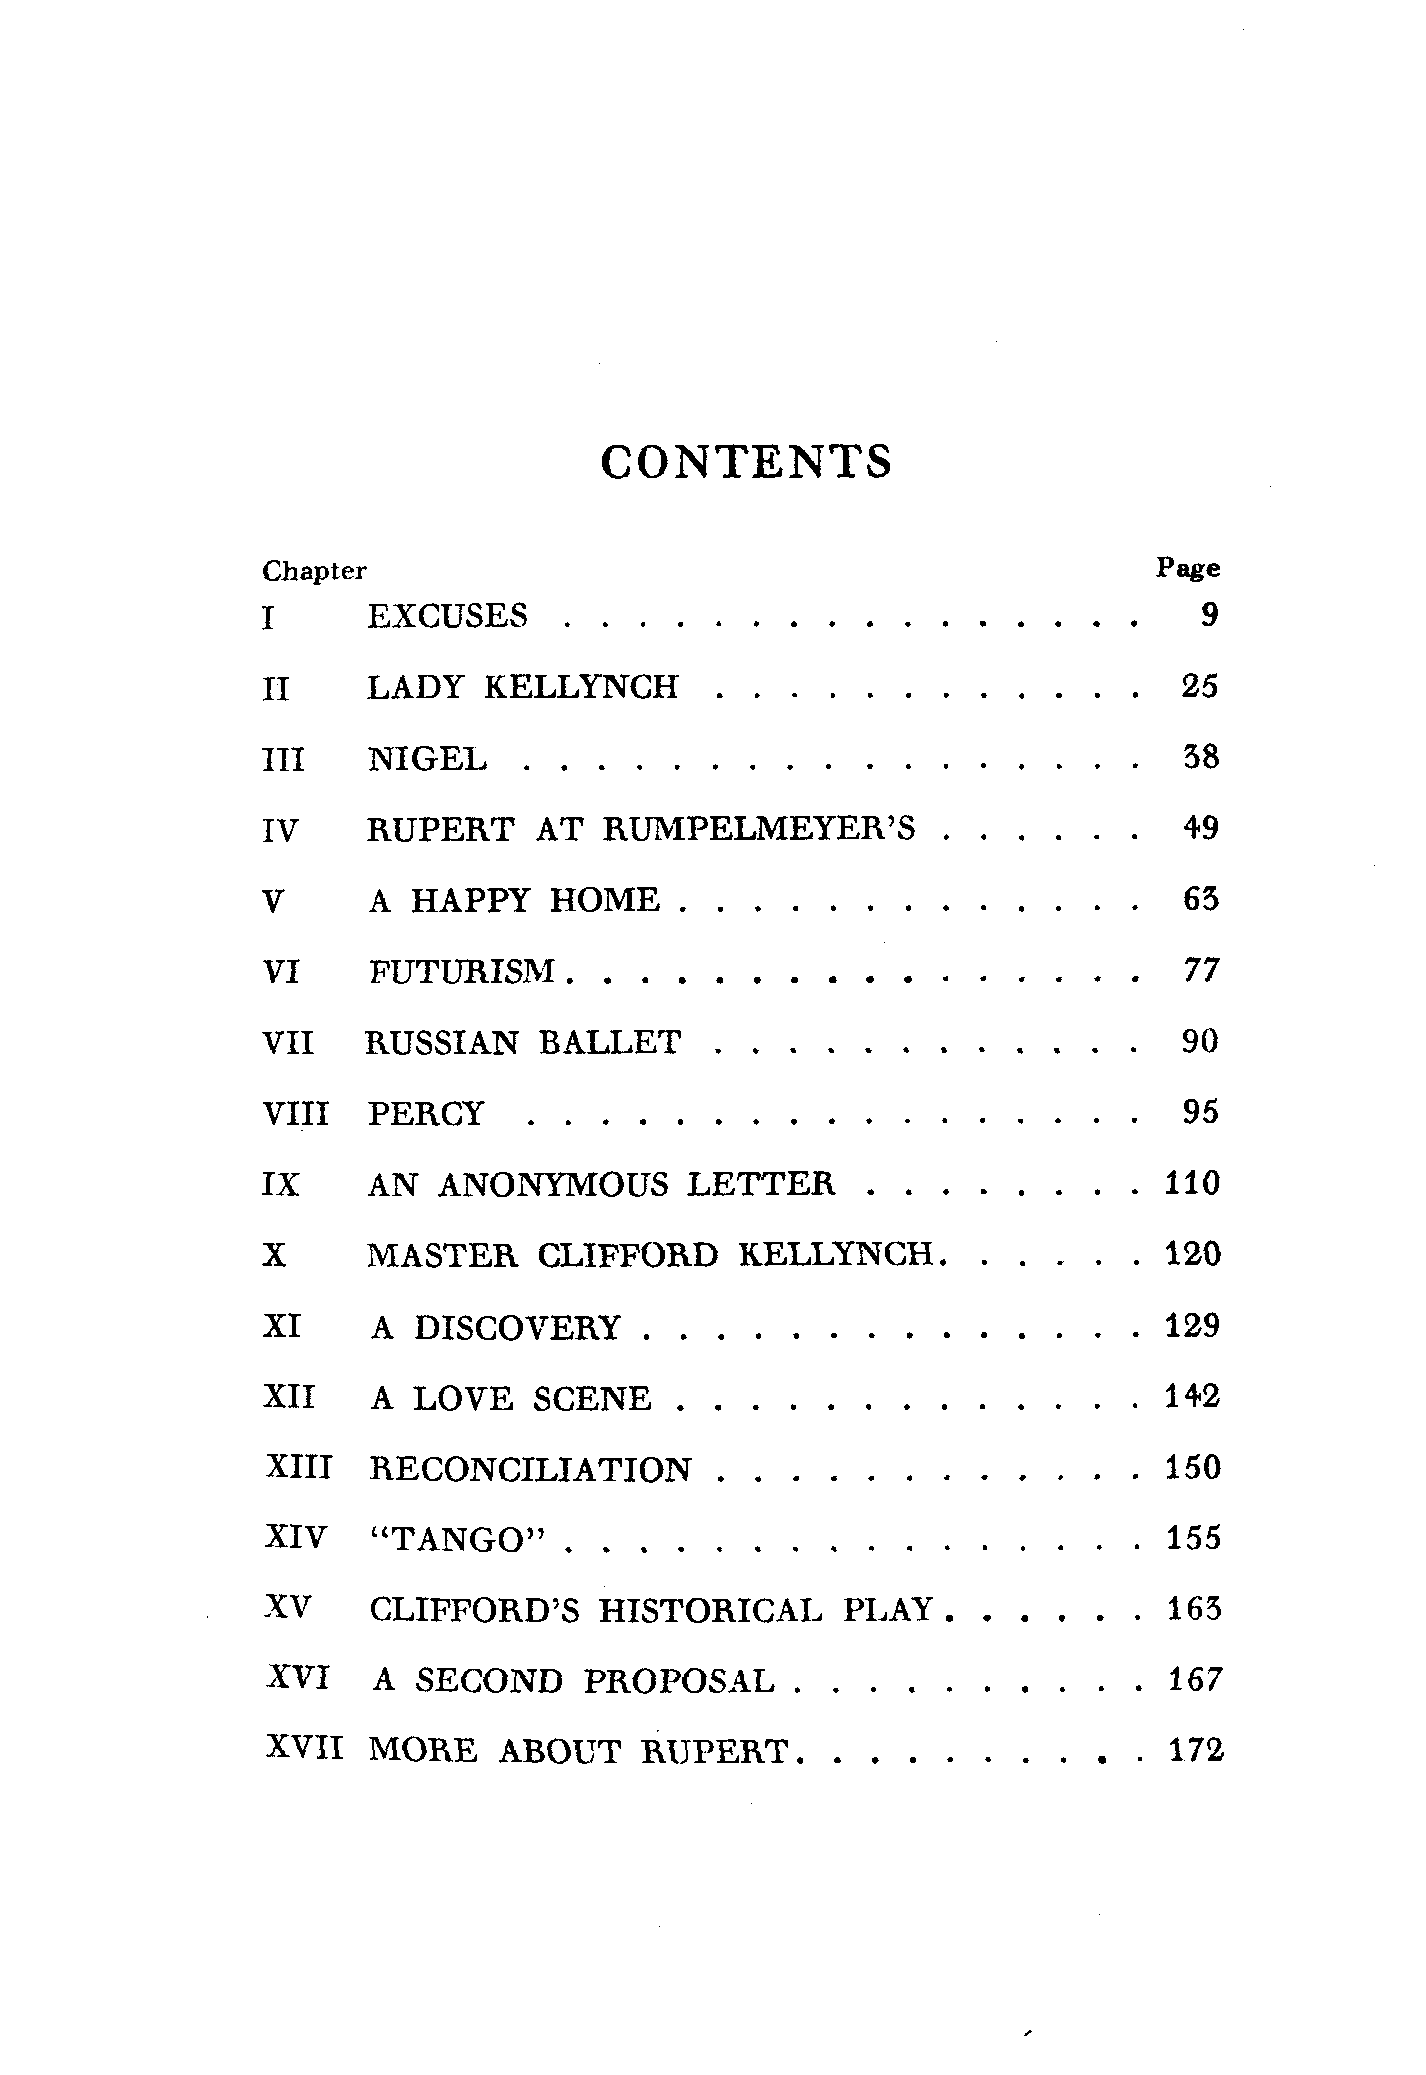 CONTENTS
Chapter Page
I EXCUSES . . . . . . . . . . . . . . . . 9
II LADY KELLYNCH . . . . . . . . . . . . 25
III NIGEL . . . . . . . . . . . . . . . . . 38
IV RUPERT AT RUMPELMEYER'S . . . . . . 49
V A HAPPY HOME . . . . . . . . . . . . . 63
VI FUTURISM . . . . . . . . . . . . . . . . 77
VII RUSSIAN BALLET . . . . . . . . . . . . 90
VIII PERCY . . . . . . . . . . . . . . . . . 95
IX AN ANONYMOUS LETTER . . . . . . . . 110
X MASTER CLIFFORD KELLYNCH . . . . . . 120
XI A DISCOVERY . . . . . . . . . . . . . . 129
XII A LOVE SCENE . . . . . . . . . . . . . 142
XIII RECONCILIATION . . . . . . . . . . . . 150
XIV “TANGO” . . . . . . . . . . . . . . . . 155
XV CLIFFORD'S HISTORICAL PLAY . . . . . . 163
XVI A SECOND PROPOSAL . . . . . . . . . . 167
XVII MORE ABOUT RUPERT . . . . . . . . . . 172